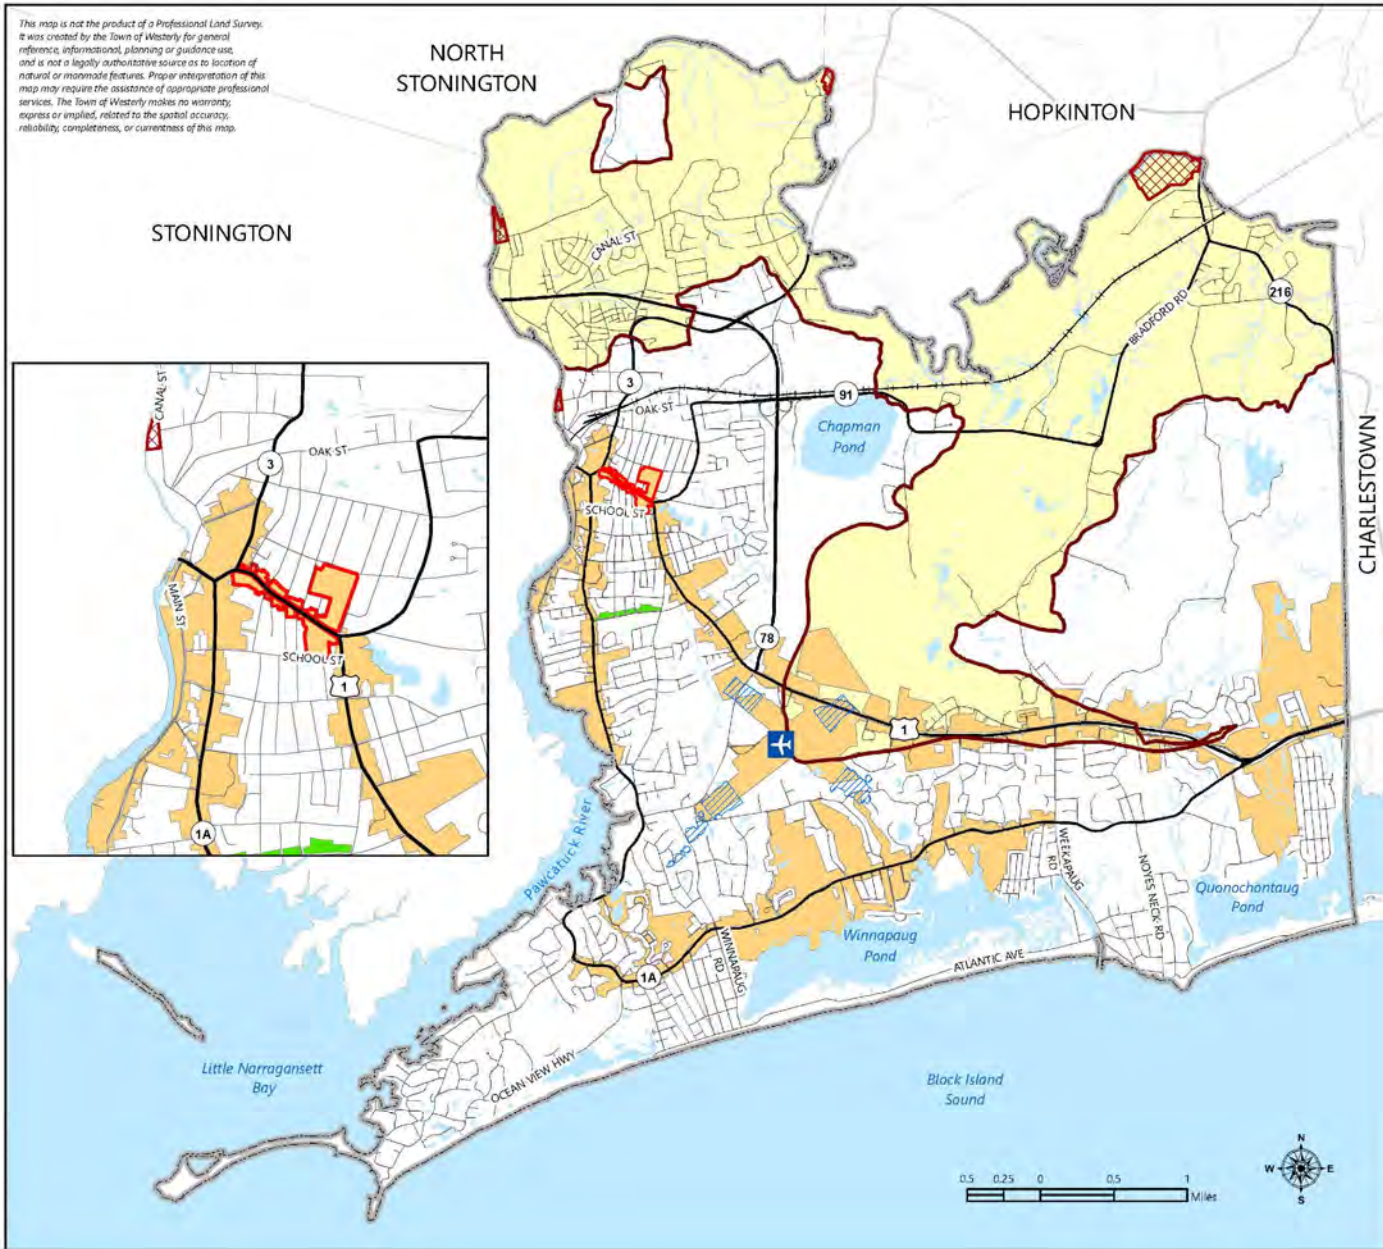 This map is not the product of a Professional Land Survey.
It was created by the Town of Westerly for general
reference, informational, planning or guidance use,
and is not a legally authoritative source as to location of
natural or manmade features. Proper interpretation of this
map may require the assistance of appropriate professional
services. The Town of Westerly makes no warranty,
express or implied, related to the spatial accuracy,
reliability, completeness, or currentness of this map.
NORTH
STONINGTON
HOPKINTON
STONINGTON
CANAL ST
216
BRADFORD RD
3
91
OAK ST
Chapman
Pond
SCHOOL ST
CHARLESTOWN
78
1
CANAL ST
3
OAK ST
MAIN ST
SCHOOL ST
1
1A
Pawcatuck River
WEEKAPAUG
RD
NOYES NECK RD
Quonochontaug
Pond
Winnapaug
Pond
WINNAPAUG
RD
1A
ATLANTIC AVE
OCEAN VIEW HWY
Little Narragansett
Bay
Block Island
Sound
N
W
E
S
0.5 0.25 0 0.5 1
Miles